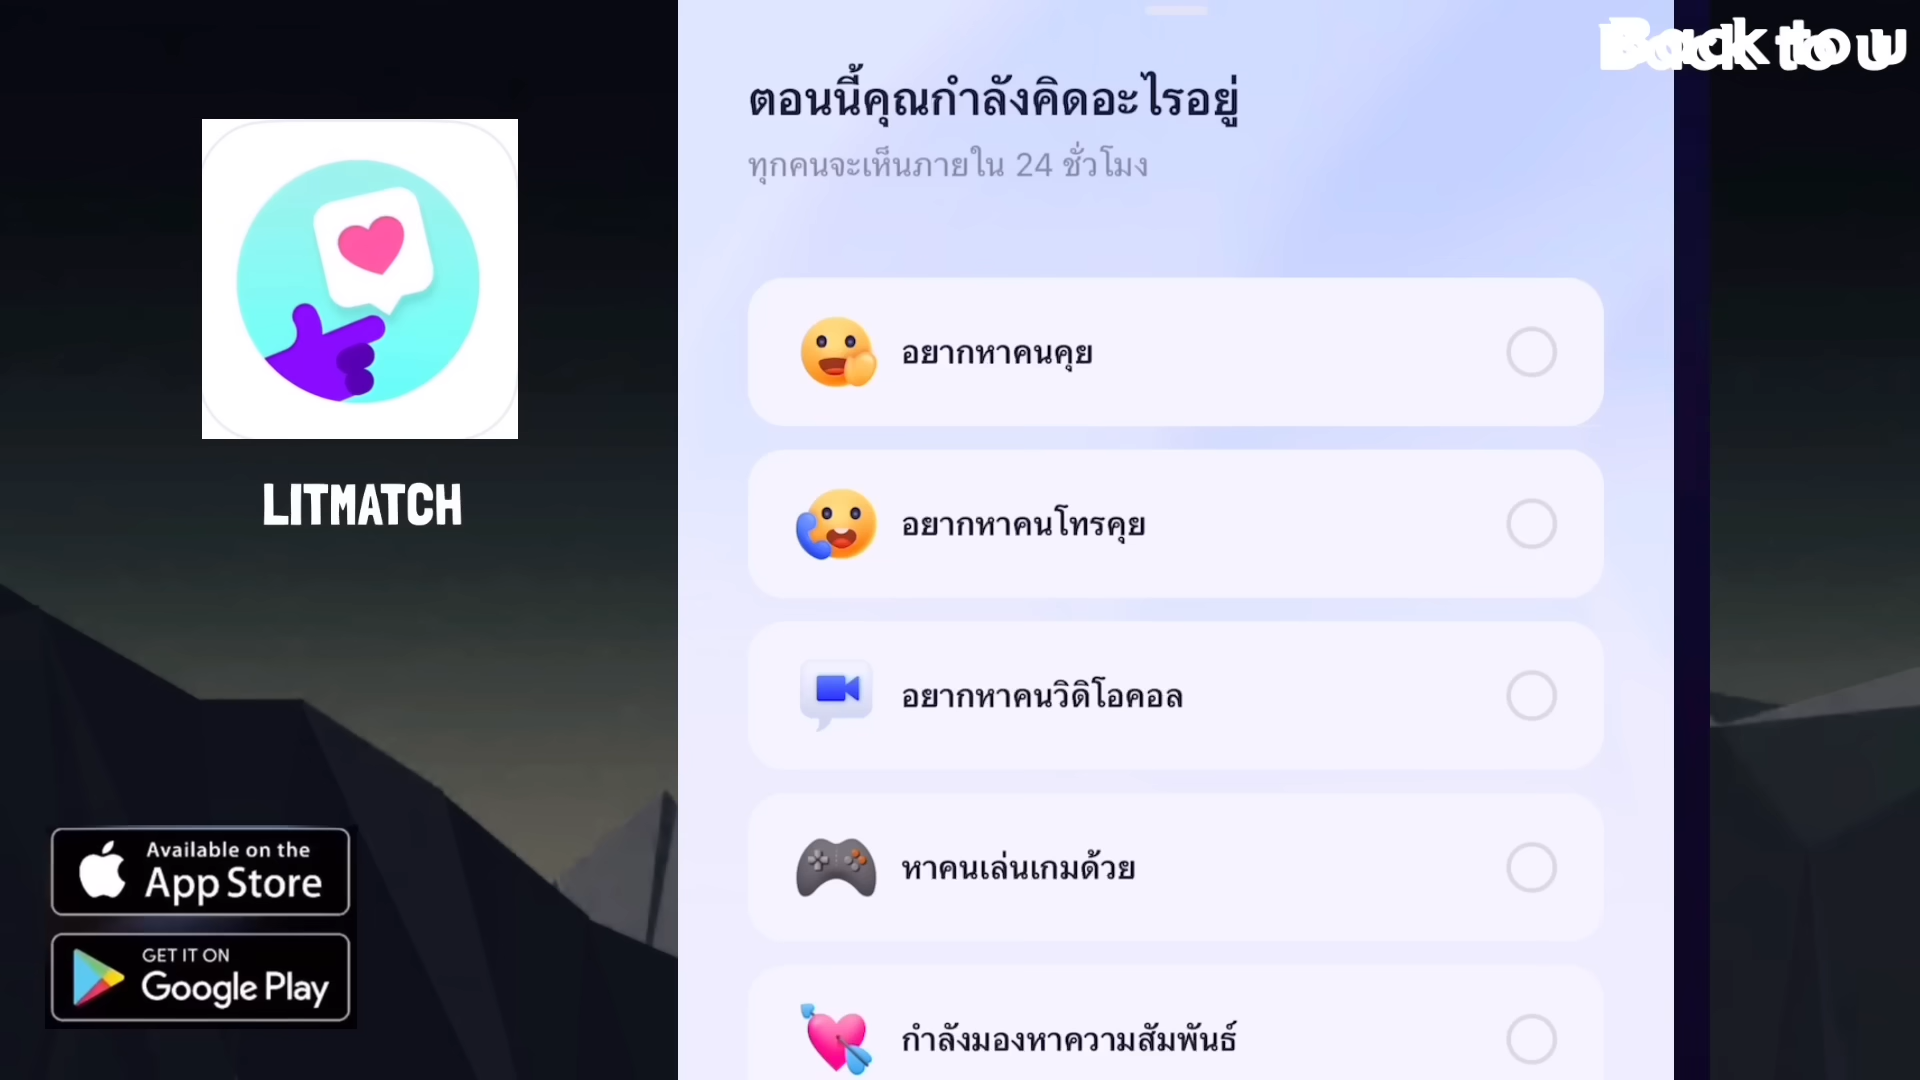 Back to u
ตอนนี้คุณกำลังคิดอะไรอยู่
ทุกคนจะเห็นภายใน 24 ชั่วโมง
อยากหาคนคุย
อยากหาคนโทรคุย
อยากหาคนวิดิโอคอล
หาคนเล่นเกมด้วย
กำลังมองหาความสัมพันธ์
LITMATCH
Available on the
App Store
GET IT ON
Google Play